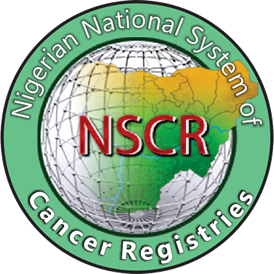 Nigerian National System of
NSCR
Cancer Registries